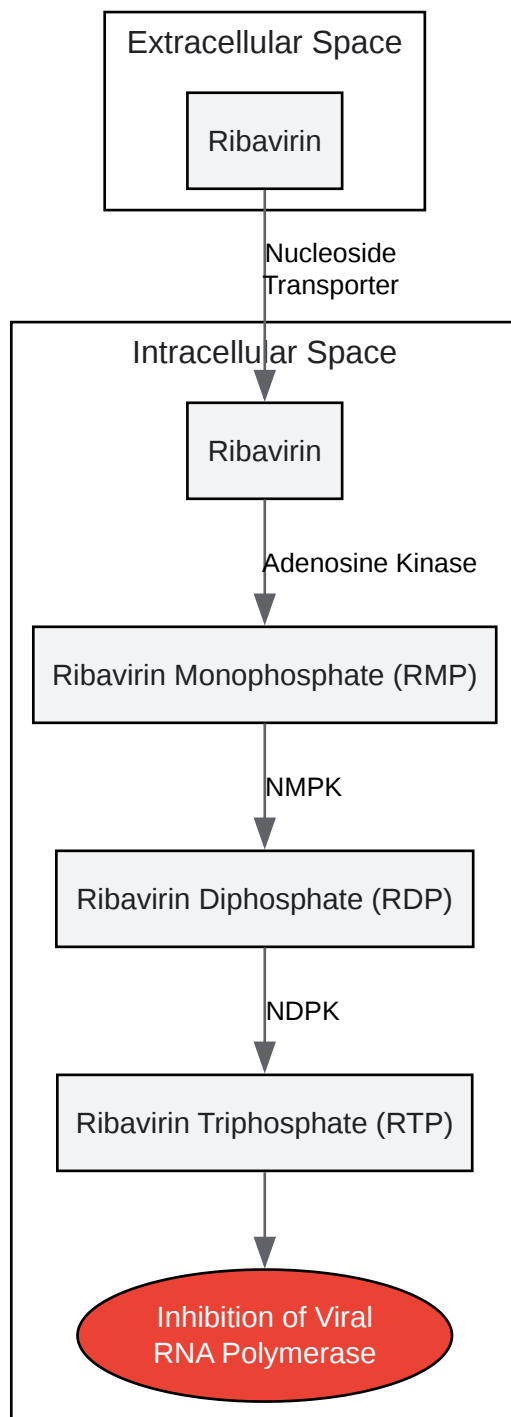 Extracellular Space
Ribavirin
Nucleoside
Transporter
Intracellular Space
Ribavirin
Adenosine Kinase
Ribavirin Monophosphate (RMP)
NMPK
Ribavirin Diphosphate (RDP)
NDPK
Ribavirin Triphosphate (RTP)
Inhibition of Viral
RNA Polymerase